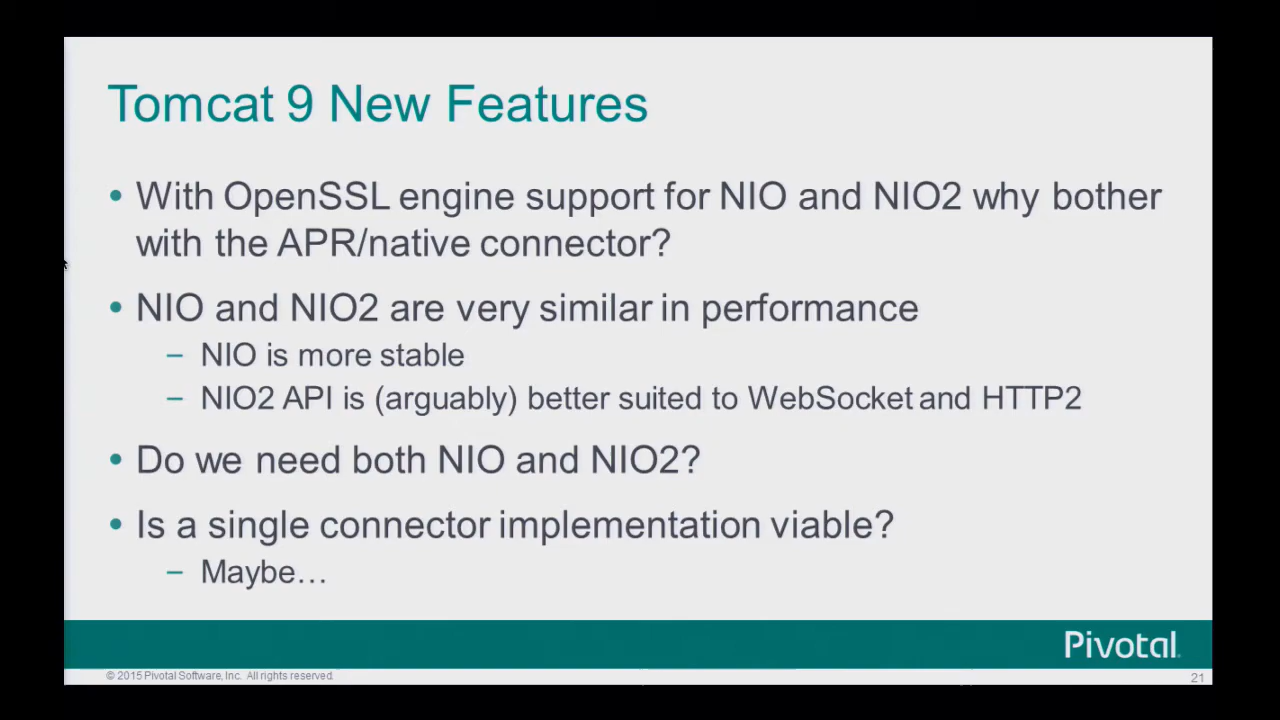 Tomcat 9 New Features
• With OpenSSL engine support for NIO and NIO2 why bother
with the APR/native connector?
• NIO and NIO2 are very similar in performance
– NIO is more stable
– NIO2 API is (arguably) better suited to WebSocket and HTTP2
• Do we need both NIO and NIO2?
• Is a single connector implementation viable?
– Maybe…
Pivotal
© 2015 Pivotal Software, Inc. All rights reserved.
21